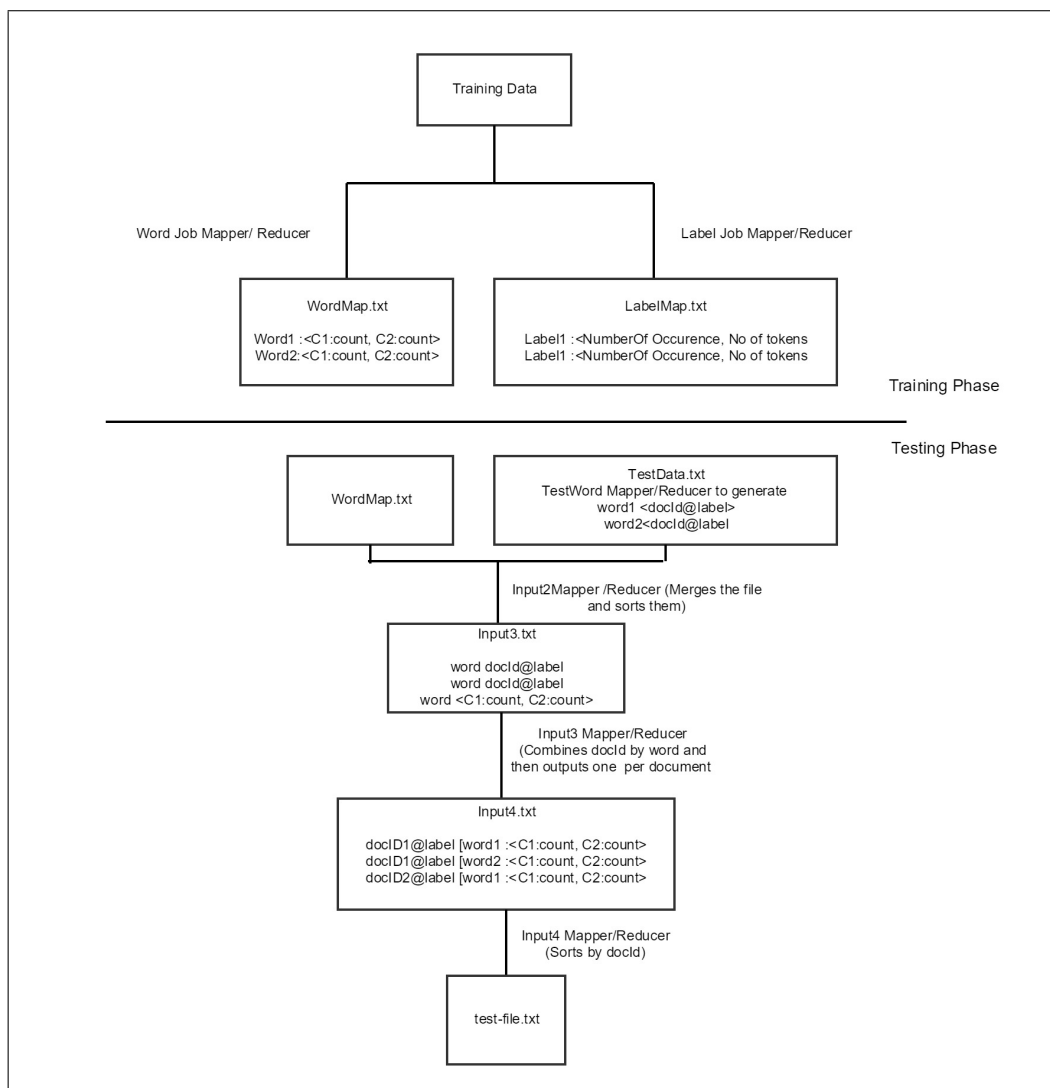 Training Data
Word Job Mapper/ Reducer
Label Job Mapper/Reducer
WordMap.txt
Word1 :<C1:count, C2:count>
Word2:<C1:count, C2:count>
LabelMap.txt
Label1 :<NumberOf Occurence, No of tokens
Label1 :<NumberOf Occurence, No of tokens
Training Phase
Testing Phase
WordMap.txt
TestData.txt
TestWord Mapper/Reducer to generate
word1 <docId@label>
word2<docId@label
Input2Mapper /Reducer (Merges the file
and sorts them)
Input3.txt
word docId@label
word docId@label
word <C1:count, C2:count>
Input3 Mapper/Reducer
(Combines docId by word and
then outputs one per document
Input4.txt
docID1@label [word1 :<C1:count, C2:count>
docID1@label [word2 :<C1:count, C2:count>
docID2@label [word1 :<C1:count, C2:count>
Input4 Mapper/Reducer
(Sorts by docId)
test-file.txt